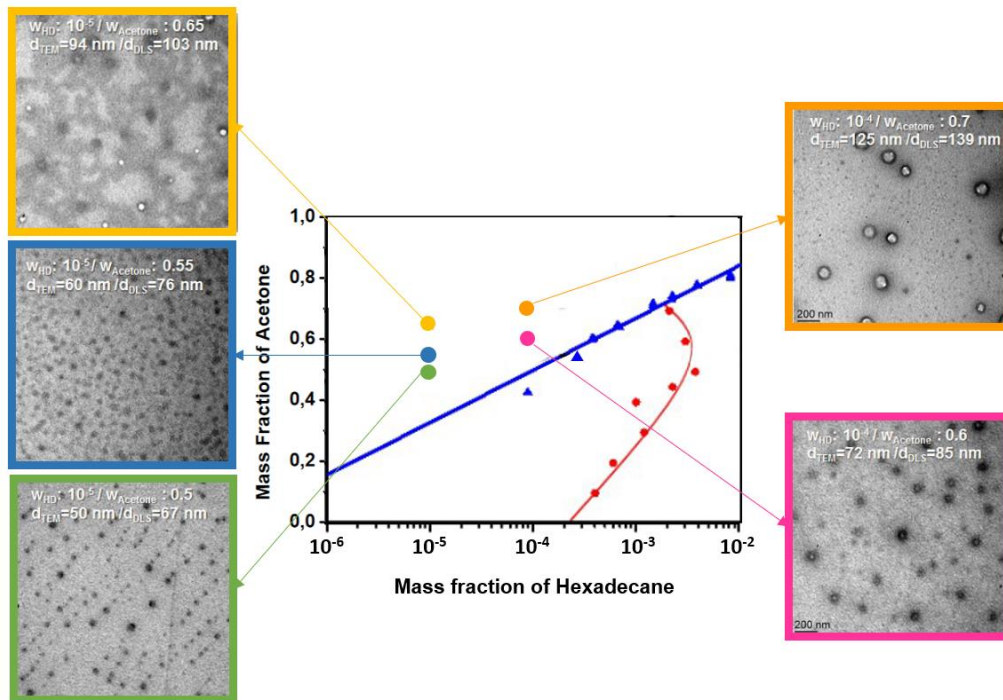 w_HD: 10^-5 / w_Acetone : 0.65
d_TEM=94 nm /d_DLS=103 nm
w_HD: 10^-5 / w_Acetone : 0.55
d_TEM=60 nm /d_DLS=76 nm
w_HD: 10^-5 / w_Acetone : 0,5
d_TEM=50 nm /d_DLS=67 nm
Mass Fraction of Acetone
1,0
0,8
0,6
0,4
0,2
0,0
10^-6 10^-5 10^-4 10^-3 10^-2
Mass fraction of Hexadecane
w_HD: 10^-4 / w_Acetone : 0.7
d_TEM=125 nm /d_DLS=139 nm
200 nm
w_HD: 10^-4 / w_Acetone : 0.6
d_TEM=72 nm /d_DLS=85 nm
200 nm